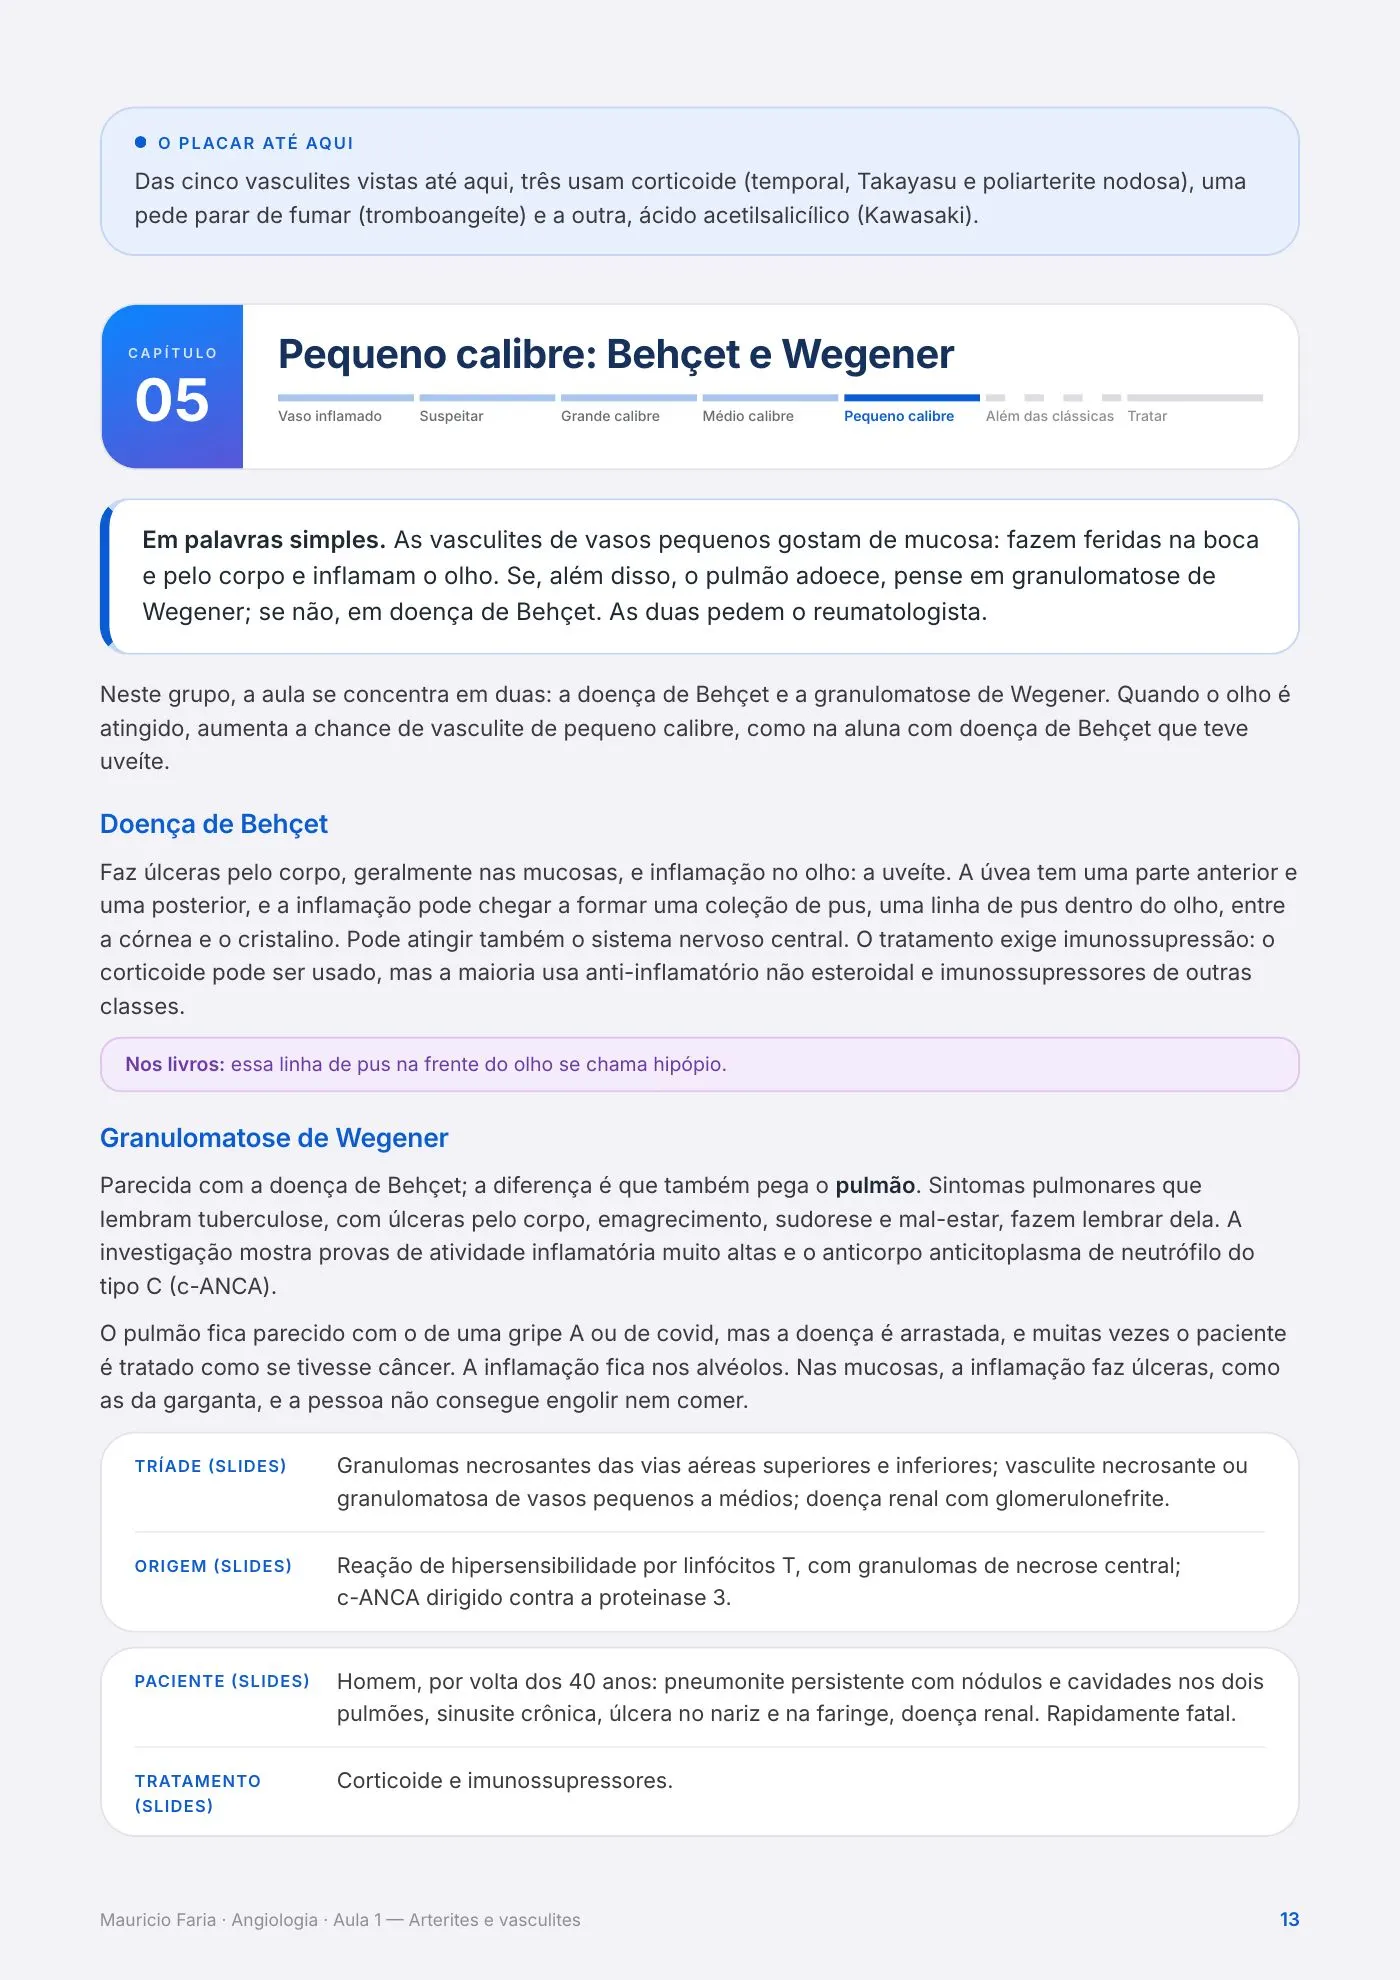 O PLACAR ATÉ AQUI
Das cinco vasculites vistas até aqui, três usam corticoide (temporal, Takayasu e poliarterite nodosa), uma
pede parar de fumar (tromboangeíte) e a outra, ácido acetilsalicílico (Kawasaki).
CAPÍTULO
05
Pequeno calibre: Behçet e Wegener
Vaso inflamado Suspeitar Grande calibre Médio calibre Pequeno calibre Além das clássicas Tratar
Em palavras simples. As vasculites de vasos pequenos gostam de mucosa: fazem feridas na boca
e pelo corpo e inflamam o olho. Se, além disso, o pulmão adoece, pense em granulomatose de
Wegener; se não, em doença de Behçet. As duas pedem o reumatologista.
Neste grupo, a aula se concentra em duas: a doença de Behçet e a granulomatose de Wegener. Quando o olho é
atingido, aumenta a chance de vasculite de pequeno calibre, como na aluna com doença de Behçet que teve
uveíte.
Doença de Behçet
Faz úlceras pelo corpo, geralmente nas mucosas, e inflamação no olho: a uveíte. A úvea tem uma parte anterior e
uma posterior, e a inflamação pode chegar a formar uma coleção de pus, uma linha de pus dentro do olho, entre
a córnea e o cristalino. Pode atingir também o sistema nervoso central. O tratamento exige imunossupressão: o
corticoide pode ser usado, mas a maioria usa anti-inflamatório não esteroidal e imunossupressores de outras
classes.
Nos livros: essa linha de pus na frente do olho se chama hipópio.
Granulomatose de Wegener
Parecida com a doença de Behçet; a diferença é que também pega o pulmão. Sintomas pulmonares que
lembram tuberculose, com úlceras pelo corpo, emagrecimento, sudorese e mal-estar, fazem lembrar dela. A
investigação mostra provas de atividade inflamatória muito altas e o anticorpo anticitoplasma de neutrófilo do
tipo C (c-ANCA).
O pulmão fica parecido com o de uma gripe A ou de covid, mas a doença é arrastada, e muitas vezes o paciente
é tratado como se tivesse câncer. A inflamação fica nos alvéolos. Nas mucosas, a inflamação faz úlceras, como
as da garganta, e a pessoa não consegue engolir nem comer.
TRÍADE (SLIDES) Granulomas necrosantes das vias aéreas superiores e inferiores; vasculite necrosante ou
granulomatosa de vasos pequenos a médios; doença renal com glomerulonefrite.
ORIGEM (SLIDES) Reação de hipersensibilidade por linfócitos T, com granulomas de necrose central;
c-ANCA dirigido contra a proteinase 3.
PACIENTE (SLIDES) Homem, por volta dos 40 anos: pneumonite persistente com nódulos e cavidades nos dois
pulmões, sinusite crônica, úlcera no nariz e na faringe, doença renal. Rapidamente fatal.
TRATAMENTO Corticoide e imunossupressores.
(SLIDES)
Mauricio Faria · Angiologia · Aula 1 — Arterites e vasculites 13